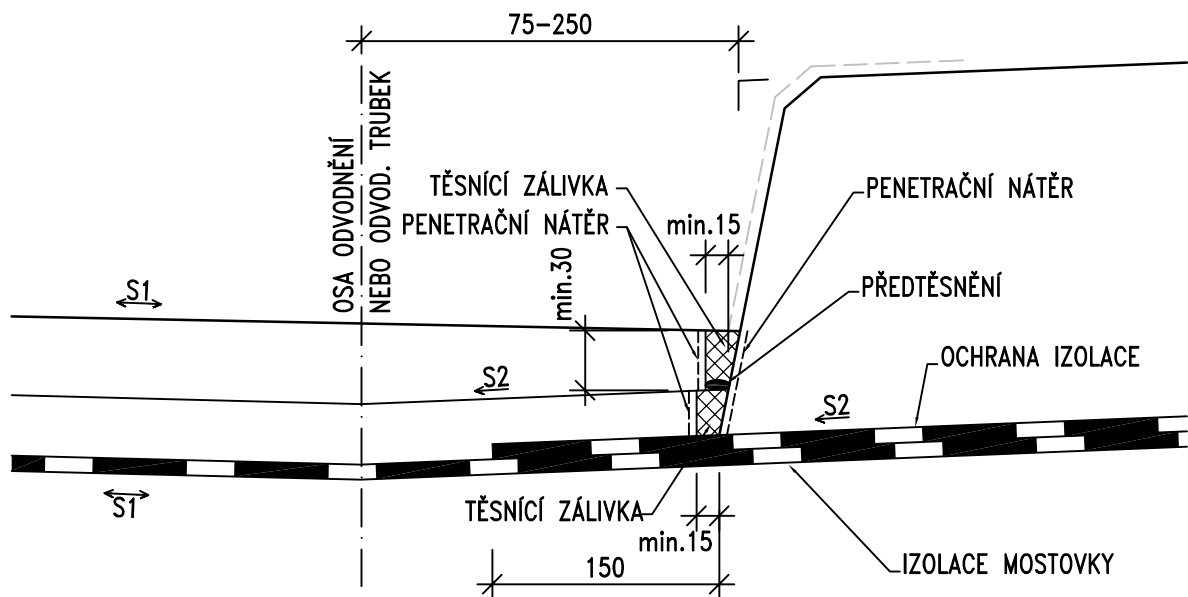 75-250
OSA ODVODNĚNÍ
NEBO ODVOD. TRUBEK
TĚSNÍCÍ ZÁLIVKA
PENETRAČNÍ NÁTĚR
PENETRAČNÍ NÁTĚR
min.15
min.30
PŘEDTĚSNĚNÍ
S1
OCHRANA IZOLACE
S2
S2
S1
TĚSNÍCÍ ZÁLIVKA
min.15
150
IZOLACE MOSTOVKY